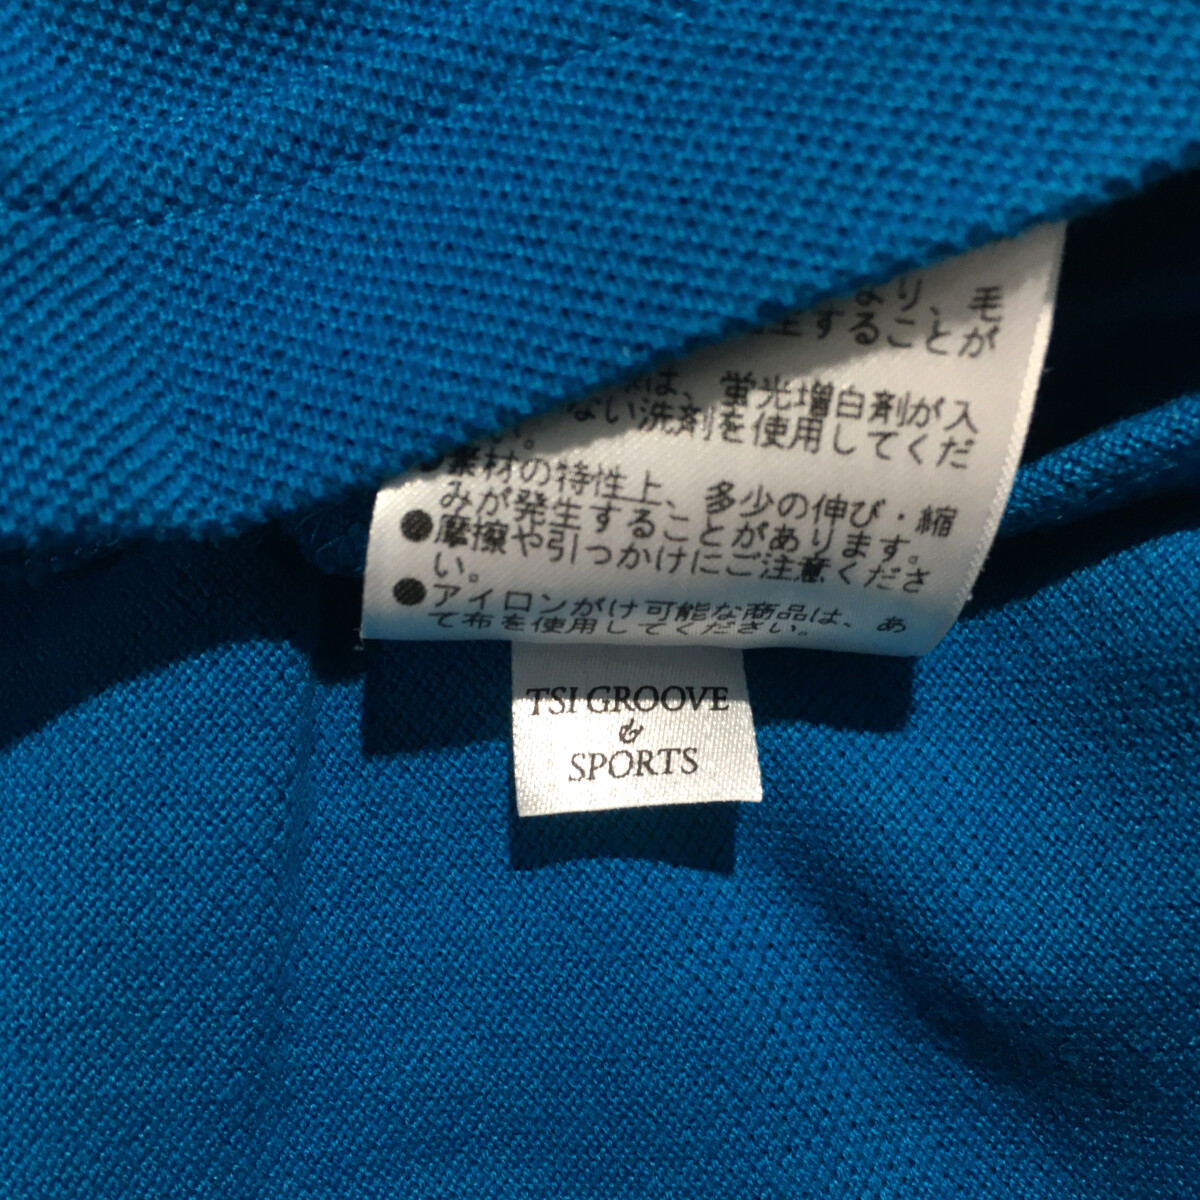 より、毛
生することが
は、蛍光増白剤が入
ない洗剤を使用してくだ
い。
●素材の特性上、多少の伸び・縮
みが発生することがあります。
●摩擦や引っかけにご注意くださ
い。
●アイロンがけ可能な商品は、あ
て布を使用してください。
TSI GROOVE
&
SPORTS